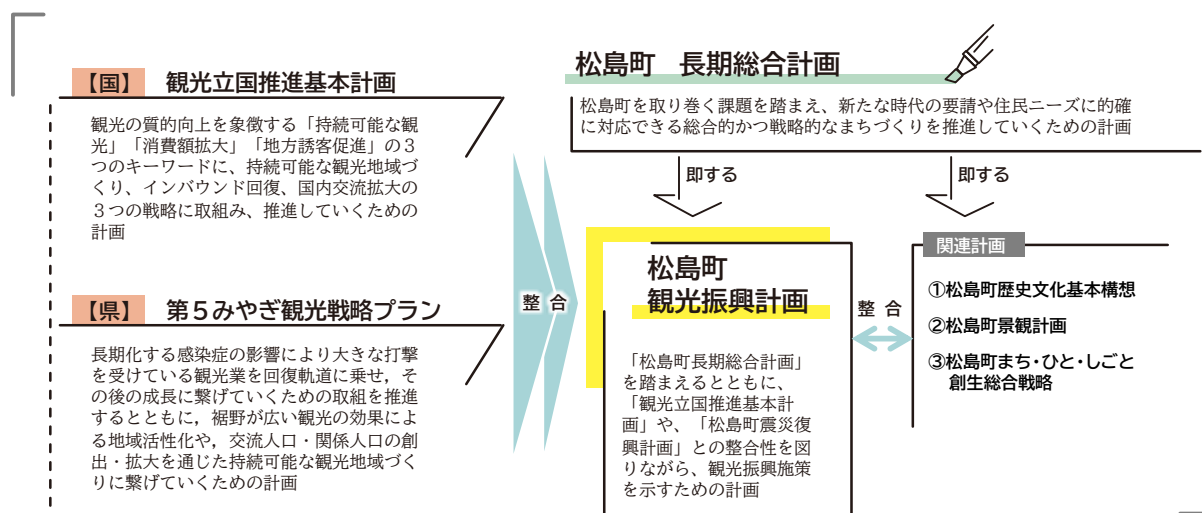 【国】 観光立国推進基本計画
観光の質的向上を象徴する「持続可能な観
光」「消費額拡大」「地方誘客促進」の３
つのキーワードに、持続可能な観光地域づ
くり、インバウンド回復、国内交流拡大の
３つの戦略に取組み、推進していくための
計画
【県】 第５みやぎ観光戦略プラン
長期化する感染症の影響により大きな打撃
を受けている観光業を回復軌道に乗せ，そ
の後の成長に繋げていくための取組を推進
するとともに，裾野が広い観光の効果によ
る地域活性化や，交流人口・関係人口の創
出・拡大を通じた持続可能な観光地域づく
りに繋げていくための計画
整 合
松島町 長期総合計画
松島町を取り巻く課題を踏まえ、新たな時代の要請や住民ニーズに的確
に対応できる総合的かつ戦略的なまちづくりを推進していくための計画
即する
即する
松島町
観光振興計画
「松島町長期総合計画」
を踏まえるとともに、
「観光立国推進基本計
画」や、「松島町震災復
興計画」との整合性を図
りながら、観光振興施策
を示すための計画
整 合
関連計画
①松島町歴史文化基本構想
②松島町景観計画
③松島町まち・ひと・しごと
創生総合戦略